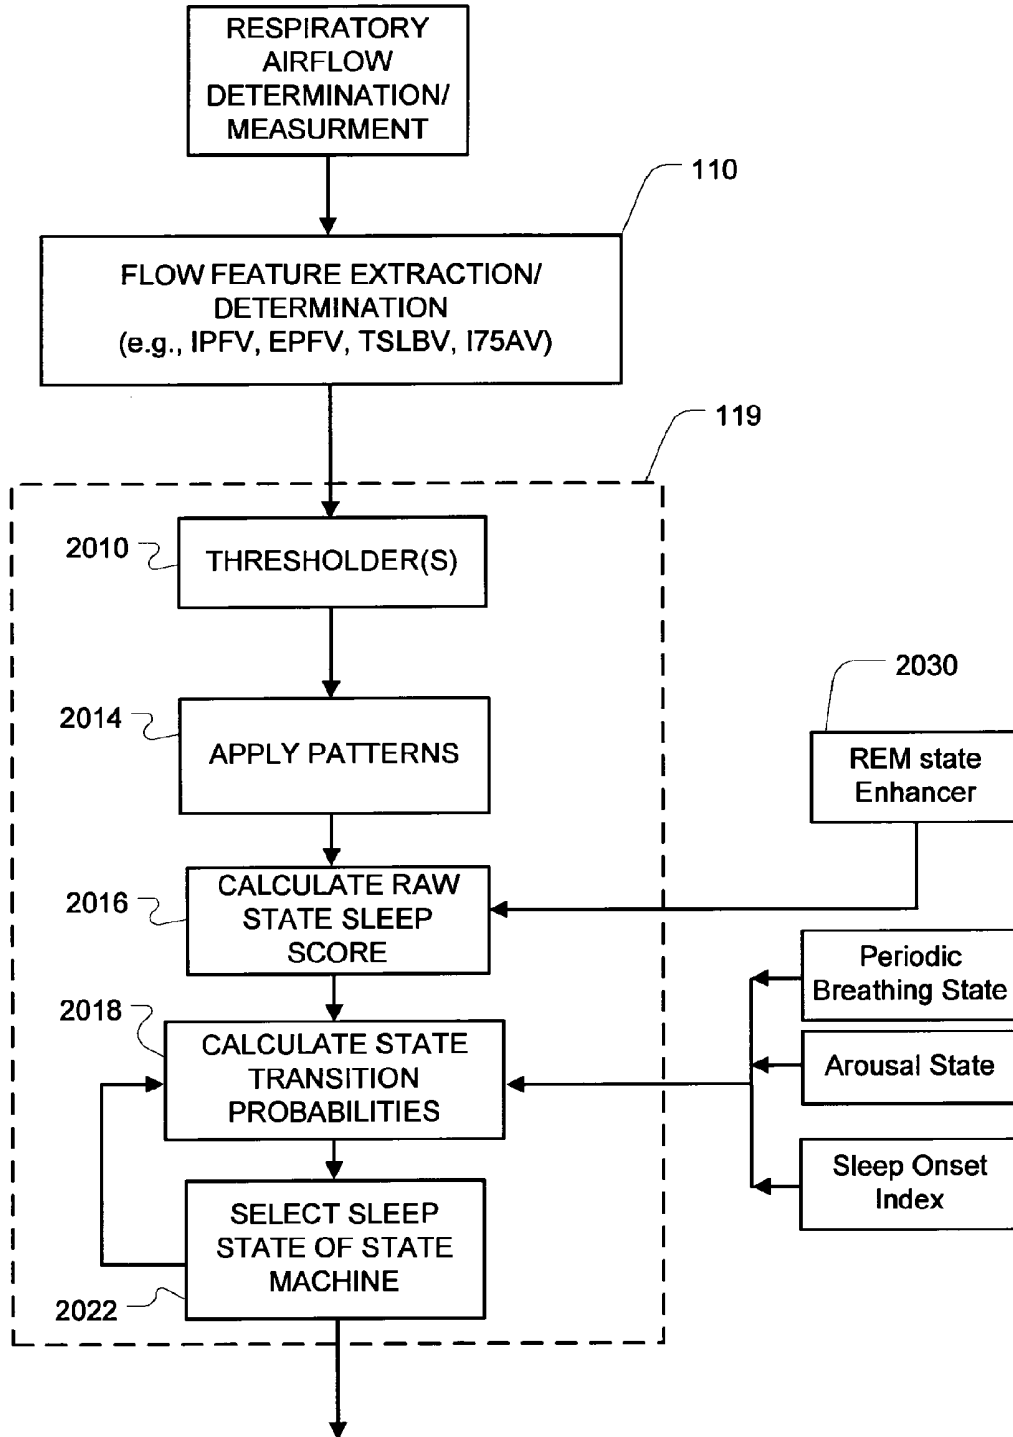 RESPIRATORY
AIRFLOW
DETERMINATION/
MEASURMENT
110
FLOW FEATURE EXTRACTION/
DETERMINATION
(e.g., IPFV, EPFV, TSLBV, I75AV)
119
2010
THRESHOLDER(S)
2014
APPLY PATTERNS
2030
REM state
Enhancer
2016
CALCULATE RAW
STATE SLEEP
SCORE
Periodic
Breathing State
2018
CALCULATE STATE
TRANSITION
PROBABILITIES
Arousal State
Sleep Onset
Index
SELECT SLEEP
STATE OF STATE
MACHINE
2022